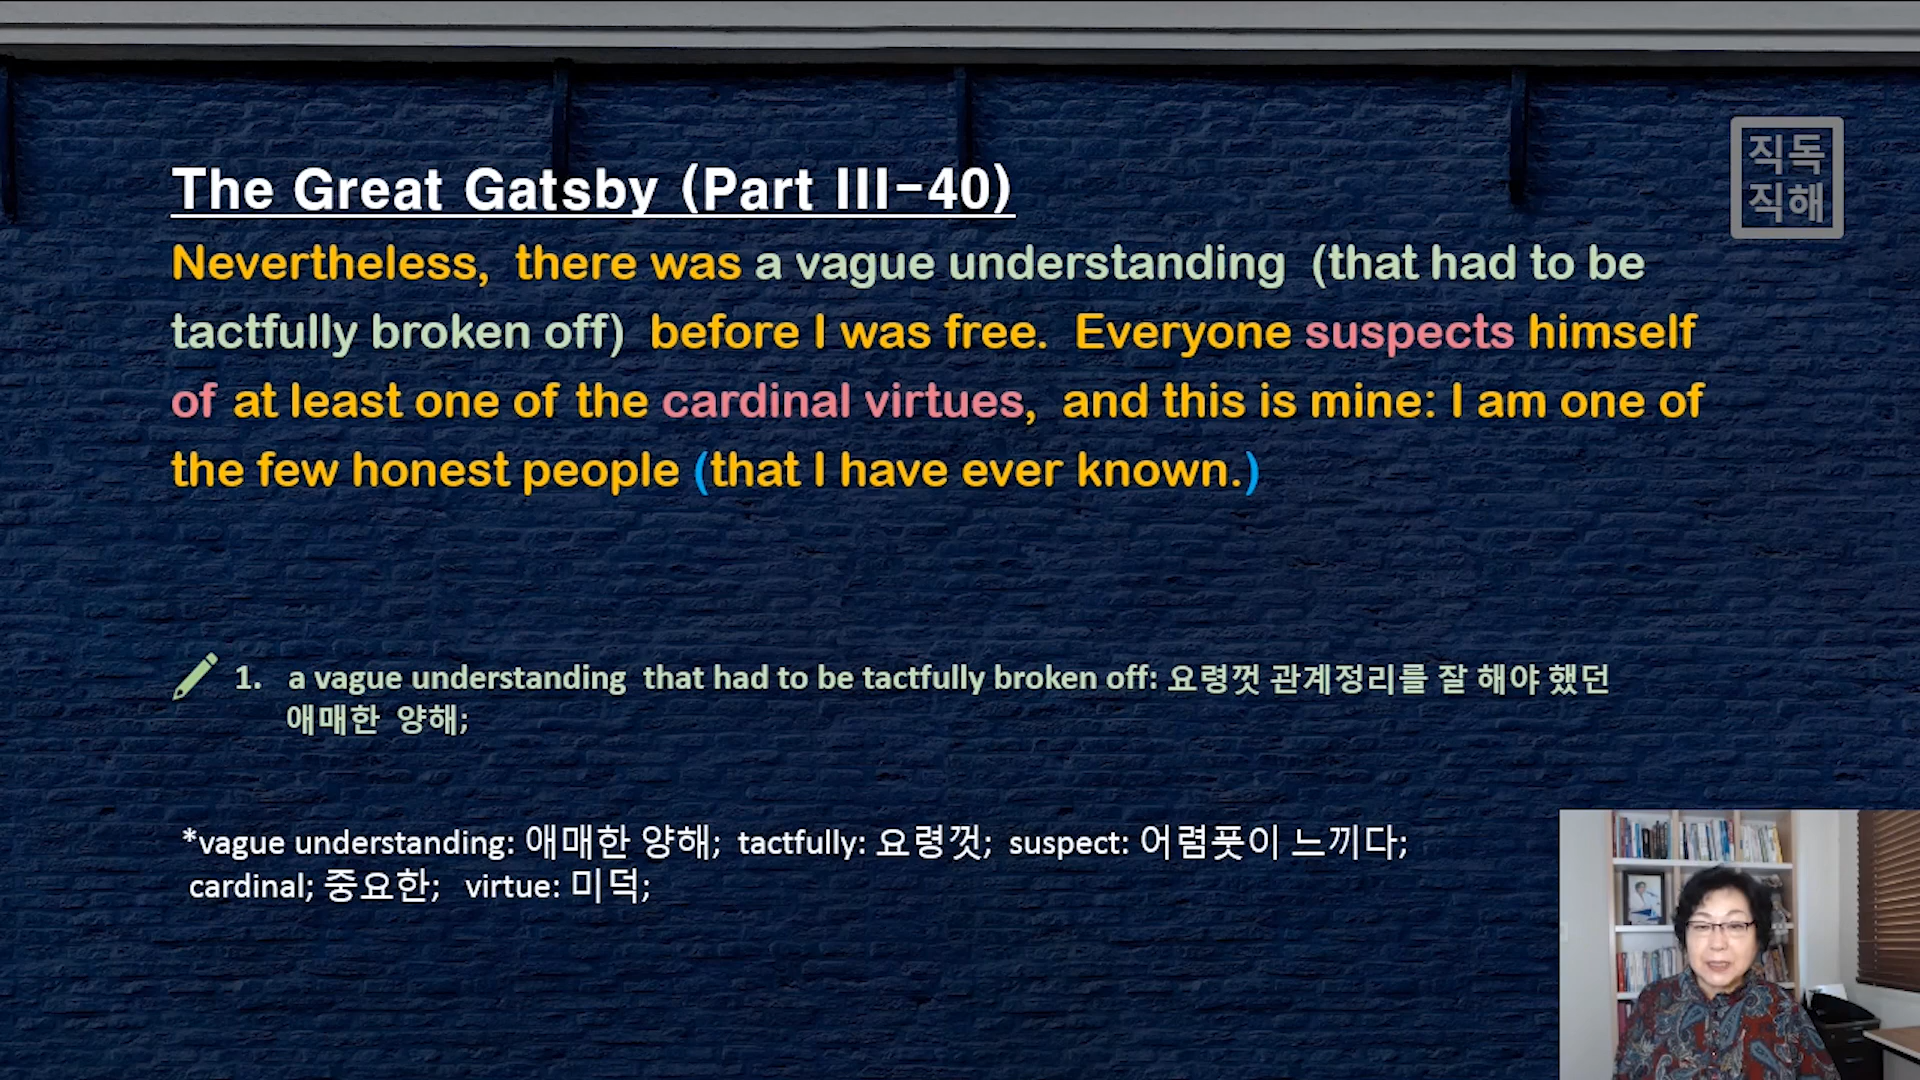 직독
직해
The Great Gatsby (Part III-40)
Nevertheless, there was a vague understanding (that had to be
tactfully broken off) before I was free. Everyone suspects himself
of at least one of the cardinal virtues, and this is mine: I am one of
the few honest people (that I have ever known.)
1. a vague understanding that had to be tactfully broken off: 요령껏 관계정리를 잘 해야 했던
애매한 양해;
*vague understanding: 애매한 양해; tactfully: 요령껏; suspect: 어렴풋이 느끼다;
cardinal; 중요한; virtue: 미덕;